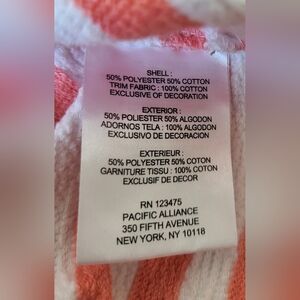 SHELL :
50% POLYESTER 50% COTTON
TRIM FABRIC : 100% COTTON
EXCLUSIVE OF DECORATION
EXTERIOR :
50% POLYESTER 50% ALGODON
ADORNOS TELA : 100% ALGODON
EXCLUSIVO DE DECORACION
EXTERIEUR :
50% POLYESTER 50% COTON
GARNITURE TISSU : 100% COTON
EXCLUSIF DE DECOR
RN 123475
PACIFIC ALLIANCE
350 FIFTH AVENUE
NEW YORK, NY 10118